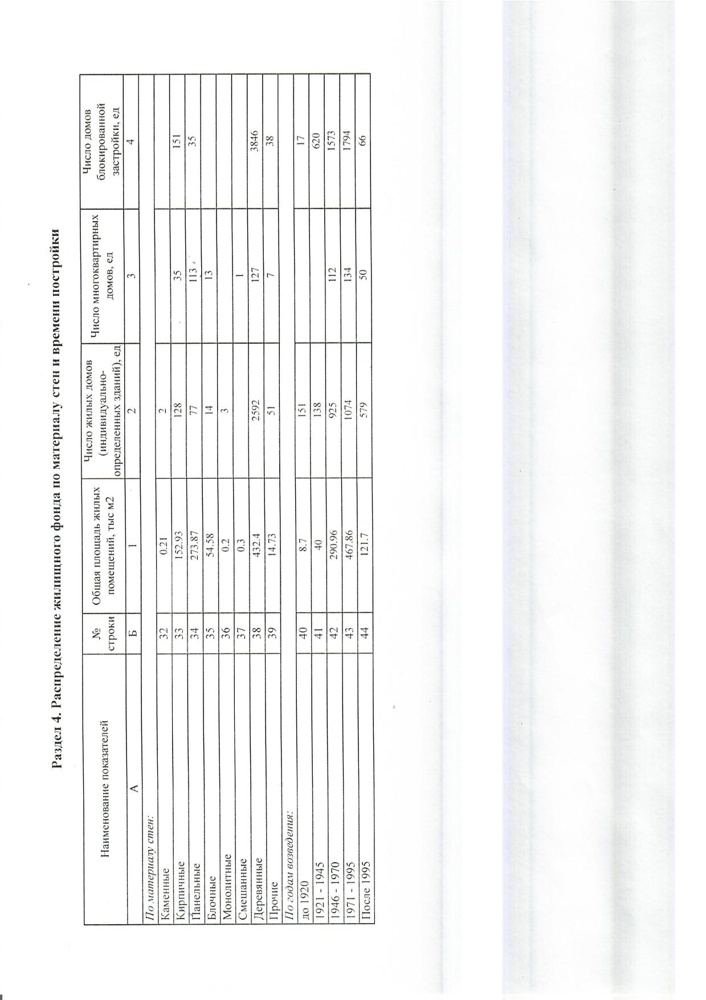 Раздел 4. Распределение жилищного фонда по материалу стен и времени постройки
Наименование показателей № строки Общая площадь жилых помещений, тыс м2 Число жилых домов (индивидуально-определенных зданий), ед Число многоквартирных домов, ед Число домов блокированной застройки, ед
А Б 1 2 3 4
По материалу стен:
Каменные 32 0.21 2
Кирпичные 33 152.93 128 35 151
Панельные 34 273.87 77 113 35
Блочные 35 54.58 14 13
Монолитные 36 0.2 3
Смешанные 37 0.3 1
Деревянные 38 432.4 2592 127 3846
Прочие 39 14.73 51 7 38
По годам возведения:
до 1920 40 8.7 151 17
1921 - 1945 41 40 138 620
1946 - 1970 42 290.96 925 112 1573
1971 - 1995 43 467.86 1074 134 1794
После 1995 44 121.7 579 50 66